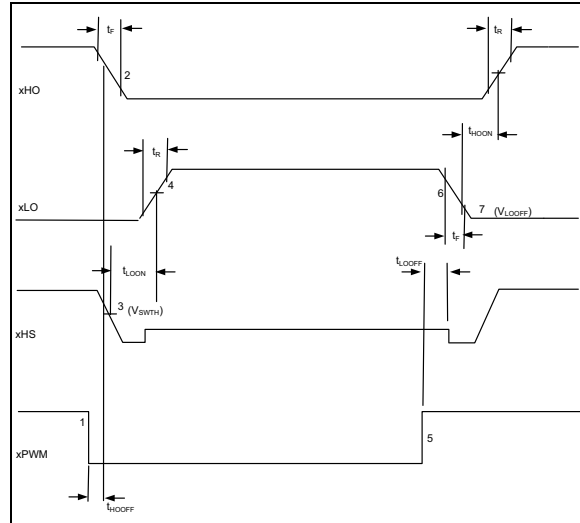 tF
tR
2
xHO
tHOON
tR
4
6
xLO
7 (VLOOFF)
tF
tLOON
tLOOFF
3 (VSWTH)
xHS
1
5
xPWM
tHOOFF